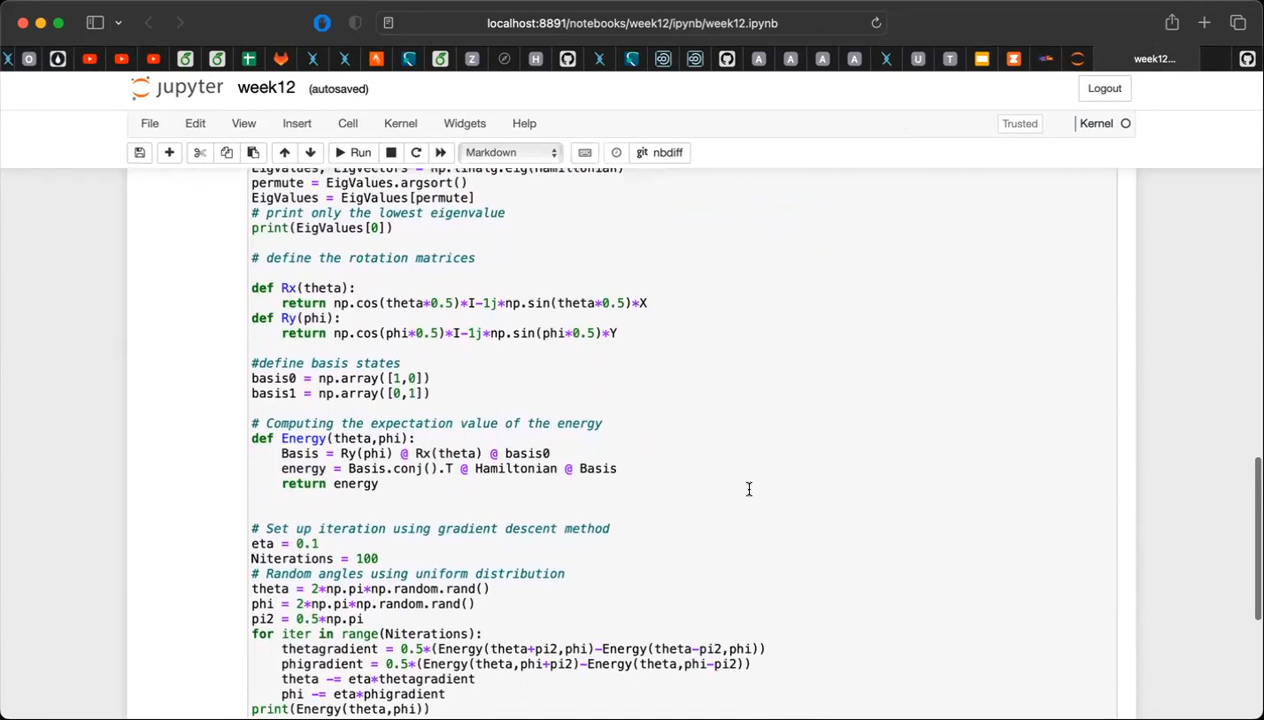 localhost:8891/notebooks/week12/ipynb/week12.ipynb
week12...
jupyter week12 (autosaved)
Logout
File Edit View Insert Cell Kernel Widgets Help
Trusted
Kernel
Run
Markdown
nbdiff
EigValues, EigVectors = np.linalg.eig(Hamiltonian)
permute = EigValues.argsort()
EigValues = EigValues[permute]
# print only the lowest eigenvalue
print(EigValues[0])
# define the rotation matrices
def Rx(theta):
return np.cos(theta*0.5)*I-1j*np.sin(theta*0.5)*X
def Ry(phi):
return np.cos(phi*0.5)*I-1j*np.sin(phi*0.5)*Y
#define basis states
basis0 = np.array([1,0])
basis1 = np.array([0,1])
# Computing the expectation value of the energy
def Energy(theta,phi):
Basis = Ry(phi) @ Rx(theta) @ basis0
energy = Basis.conj().T @ Hamiltonian @ Basis
return energy
# Set up iteration using gradient descent method
eta = 0.1
Niterations = 100
# Random angles using uniform distribution
theta = 2*np.pi*np.random.rand()
phi = 2*np.pi*np.random.rand()
pi2 = 0.5*np.pi
for iter in range(Niterations):
thetagradient = 0.5*(Energy(theta+pi2,phi)-Energy(theta-pi2,phi))
phigradient = 0.5*(Energy(theta,phi+pi2)-Energy(theta,phi-pi2))
theta -= eta*thetagradient
phi -= eta*phigradient
print(Energy(theta,phi))